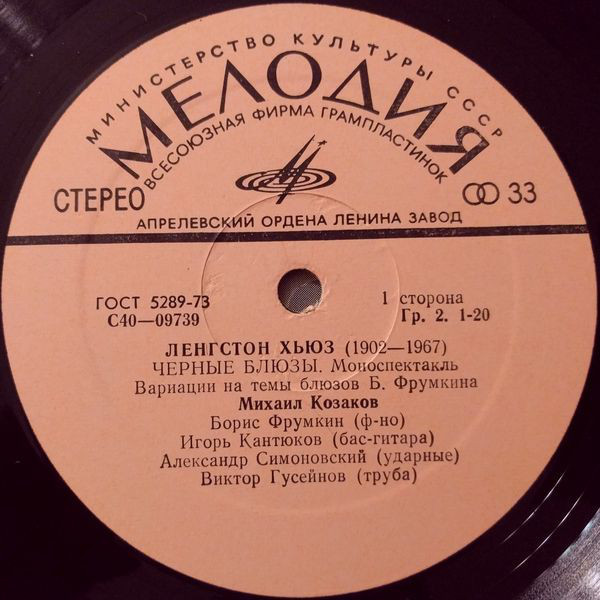 МИНИСТЕРСТВО КУЛЬТУРЫ СССР
МЕЛОДИЯ
ВСЕСОЮЗНАЯ ФИРМА ГРАМПЛАСТИНОК
СТЕРЕО
33
АПРЕЛЕВСКИЙ ОРДЕНА ЛЕНИНА ЗАВОД
ГОСТ 5289-73
1 сторона
С40—09739
Гр. 2. 1-20
ЛЕНГСТОН ХЬЮЗ (1902—1967)
ЧЕРНЫЕ БЛЮЗЫ. Моноспектакль
Вариации на темы блюзов Б. Фрумкина
Михаил Козаков
Борис Фрумкин (ф-но)
Игорь Кантюков (бас-гитара)
Александр Симоновский (ударные)
Виктор Гусейнов (труба)